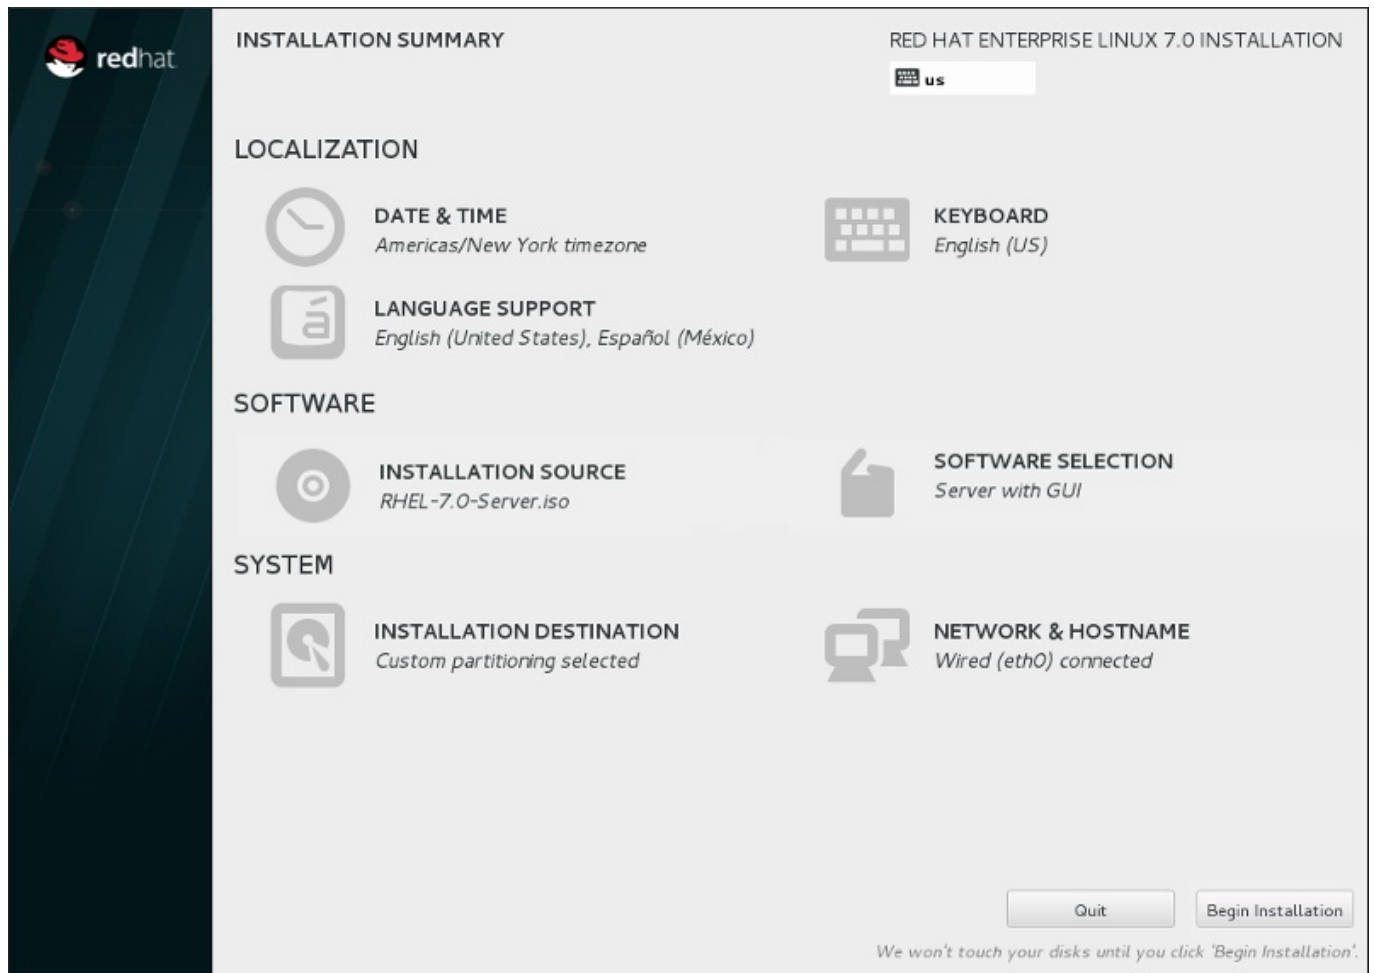 redhat
INSTALLATION SUMMARY
RED HAT ENTERPRISE LINUX 7.0 INSTALLATION
us
LOCALIZATION
DATE & TIME
Americas/New York timezone
KEYBOARD
English (US)
á
LANGUAGE SUPPORT
English (United States), Español (México)
SOFTWARE
INSTALLATION SOURCE
RHEL-7.0-Server.iso
SOFTWARE SELECTION
Server with GUI
SYSTEM
INSTALLATION DESTINATION
Custom partitioning selected
NETWORK & HOSTNAME
Wired (eth0) connected
Quit
Begin Installation
We won't touch your disks until you click 'Begin Installation'.